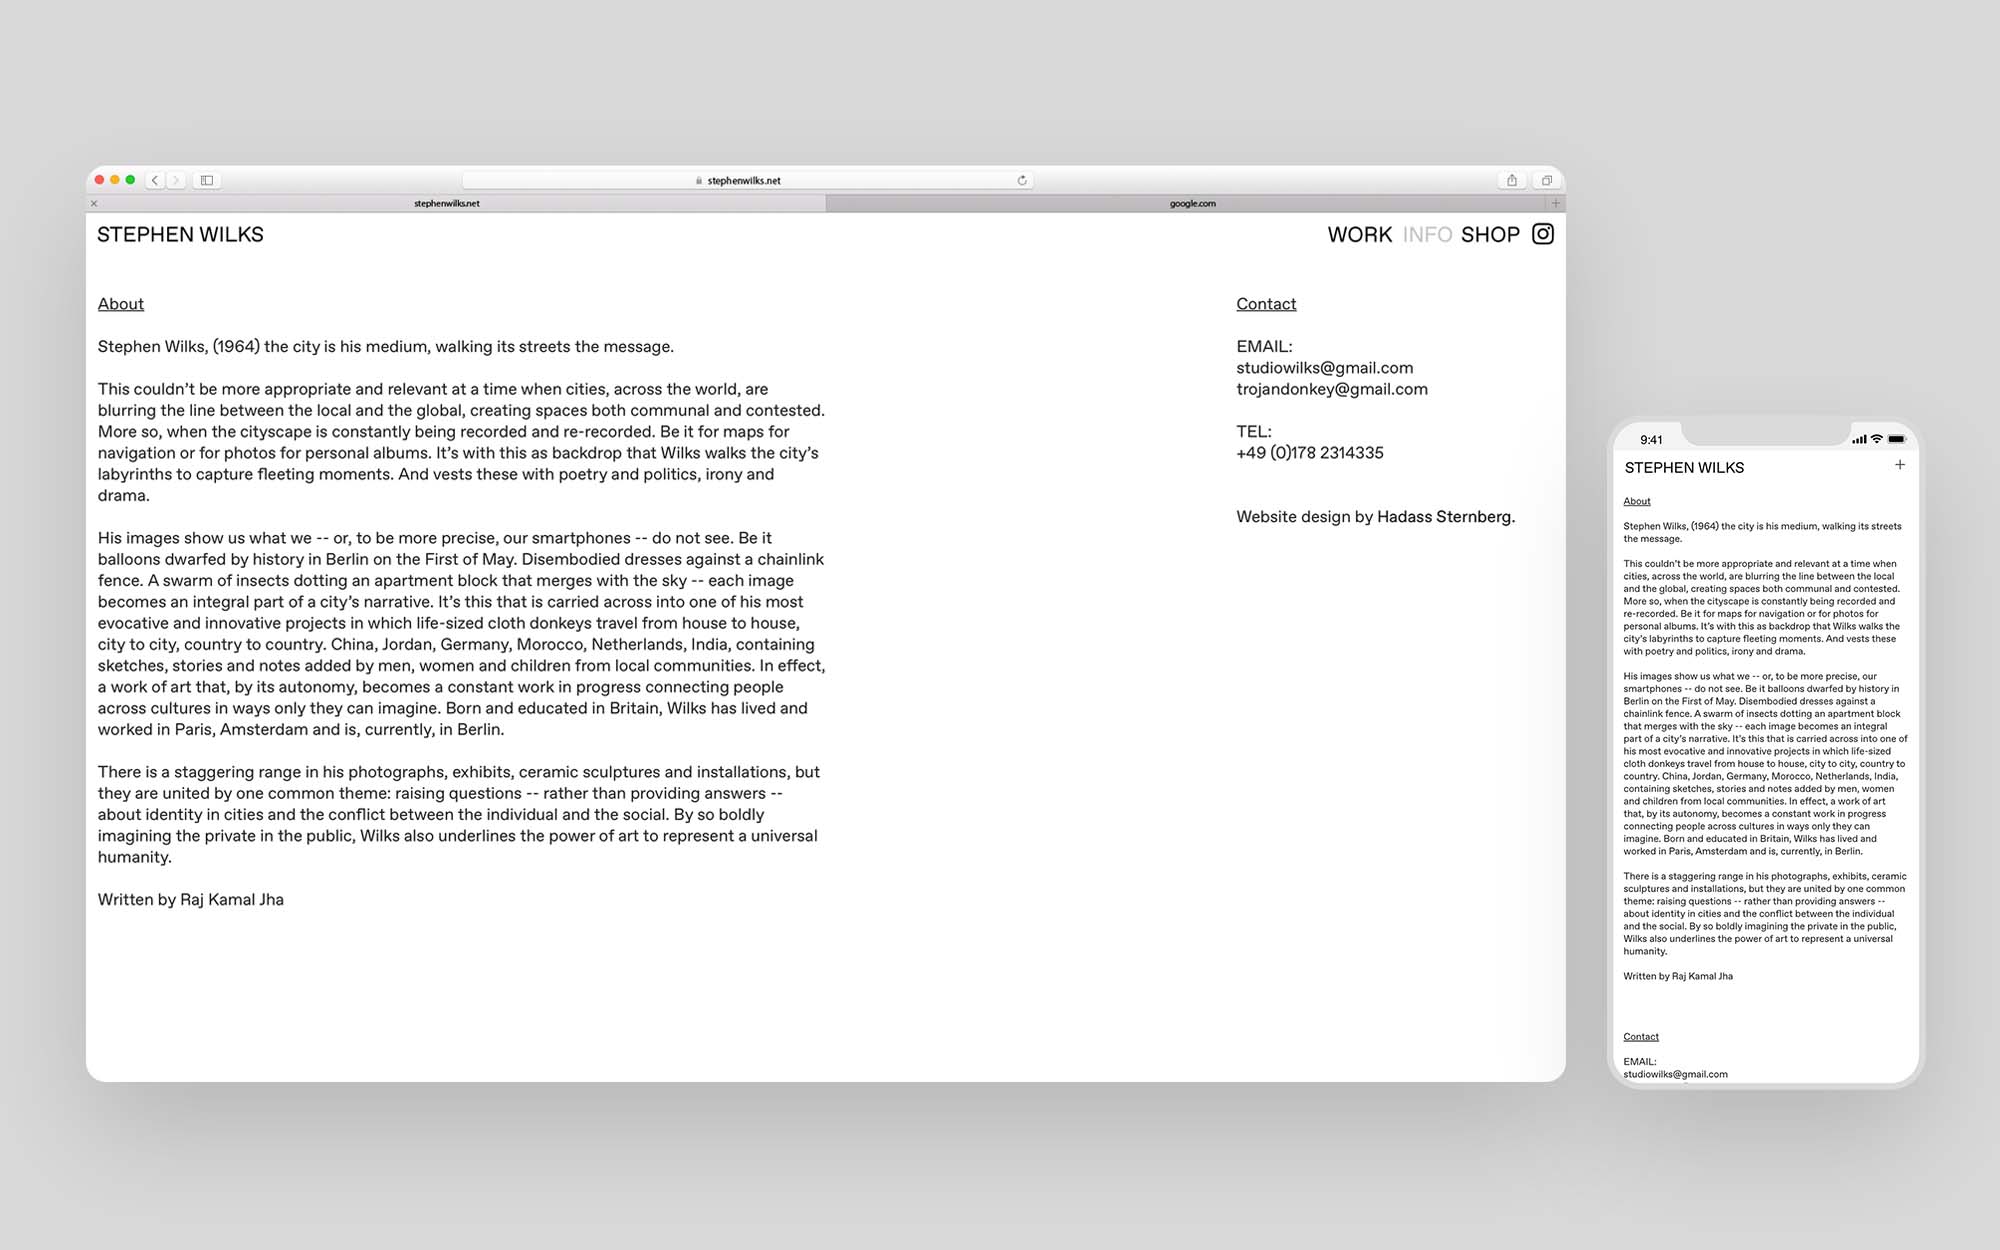 stephenwilks.net
stephenwilks.net
google.com
STEPHEN WILKS
WORK INFO SHOP
About
Stephen Wilks, (1964) the city is his medium, walking its streets the message.
This couldn’t be more appropriate and relevant at a time when cities, across the world, are
blurring the line between the local and the global, creating spaces both communal and contested.
More so, when the cityscape is constantly being recorded and re-recorded. Be it for maps for
navigation or for photos for personal albums. It’s with this as backdrop that Wilks walks the city’s
labyrinths to capture fleeting moments. And vests these with poetry and politics, irony and
drama.
His images show us what we -- or, to be more precise, our smartphones -- do not see. Be it
balloons dwarfed by history in Berlin on the First of May. Disembodied dresses against a chainlink
fence. A swarm of insects dotting an apartment block that merges with the sky -- each image
becomes an integral part of a city’s narrative. It’s this that is carried across into one of his most
evocative and innovative projects in which life-sized cloth donkeys travel from house to house,
city to city, country to country. China, Jordan, Germany, Morocco, Netherlands, India, containing
sketches, stories and notes added by men, women and children from local communities. In effect,
a work of art that, by its autonomy, becomes a constant work in progress connecting people
across cultures in ways only they can imagine. Born and educated in Britain, Wilks has lived and
worked in Paris, Amsterdam and is, currently, in Berlin.
There is a staggering range in his photographs, exhibits, ceramic sculptures and installations, but
they are united by one common theme: raising questions -- rather than providing answers --
about identity in cities and the conflict between the individual and the social. By so boldly
imagining the private in the public, Wilks also underlines the power of art to represent a universal
humanity.
Written by Raj Kamal Jha
Contact
EMAIL:
studiowilks@gmail.com
trojandonkey@gmail.com
TEL:
+49 (0)178 2314335
Website design by Hadass Sternberg.
9:41
STEPHEN WILKS +
About
Stephen Wilks, (1964) the city is his medium, walking its streets
the message.
This couldn’t be more appropriate and relevant at a time when
cities, across the world, are blurring the line between the local
and the global, creating spaces both communal and contested.
More so, when the cityscape is constantly being recorded and
re-recorded. Be it for maps for navigation or for photos for
personal albums. It’s with this as backdrop that Wilks walks the
city’s labyrinths to capture fleeting moments. And vests these
with poetry and politics, irony and drama.
His images show us what we -- or, to be more precise, our
smartphones -- do not see. Be it balloons dwarfed by history in
Berlin on the First of May. Disembodied dresses against a
chainlink fence. A swarm of insects dotting an apartment block
that merges with the sky -- each image becomes an integral
part of a city’s narrative. It’s this that is carried across into one of
his most evocative and innovative projects in which life-sized
cloth donkeys travel from house to house, city to city, country to
country. China, Jordan, Germany, Morocco, Netherlands, India,
containing sketches, stories and notes added by men, women
and children from local communities. In effect, a work of art
that, by its autonomy, becomes a constant work in progress
connecting people across cultures in ways only they can
imagine. Born and educated in Britain, Wilks has lived and
worked in Paris, Amsterdam and is, currently, in Berlin.
There is a staggering range in his photographs, exhibits, ceramic
sculptures and installations, but they are united by one common
theme: raising questions -- rather than providing answers --
about identity in cities and the conflict between the individual
and the social. By so boldly imagining the private in the public,
Wilks also underlines the power of art to represent a universal
humanity.
Written by Raj Kamal Jha
Contact
EMAIL:
studiowilks@gmail.com